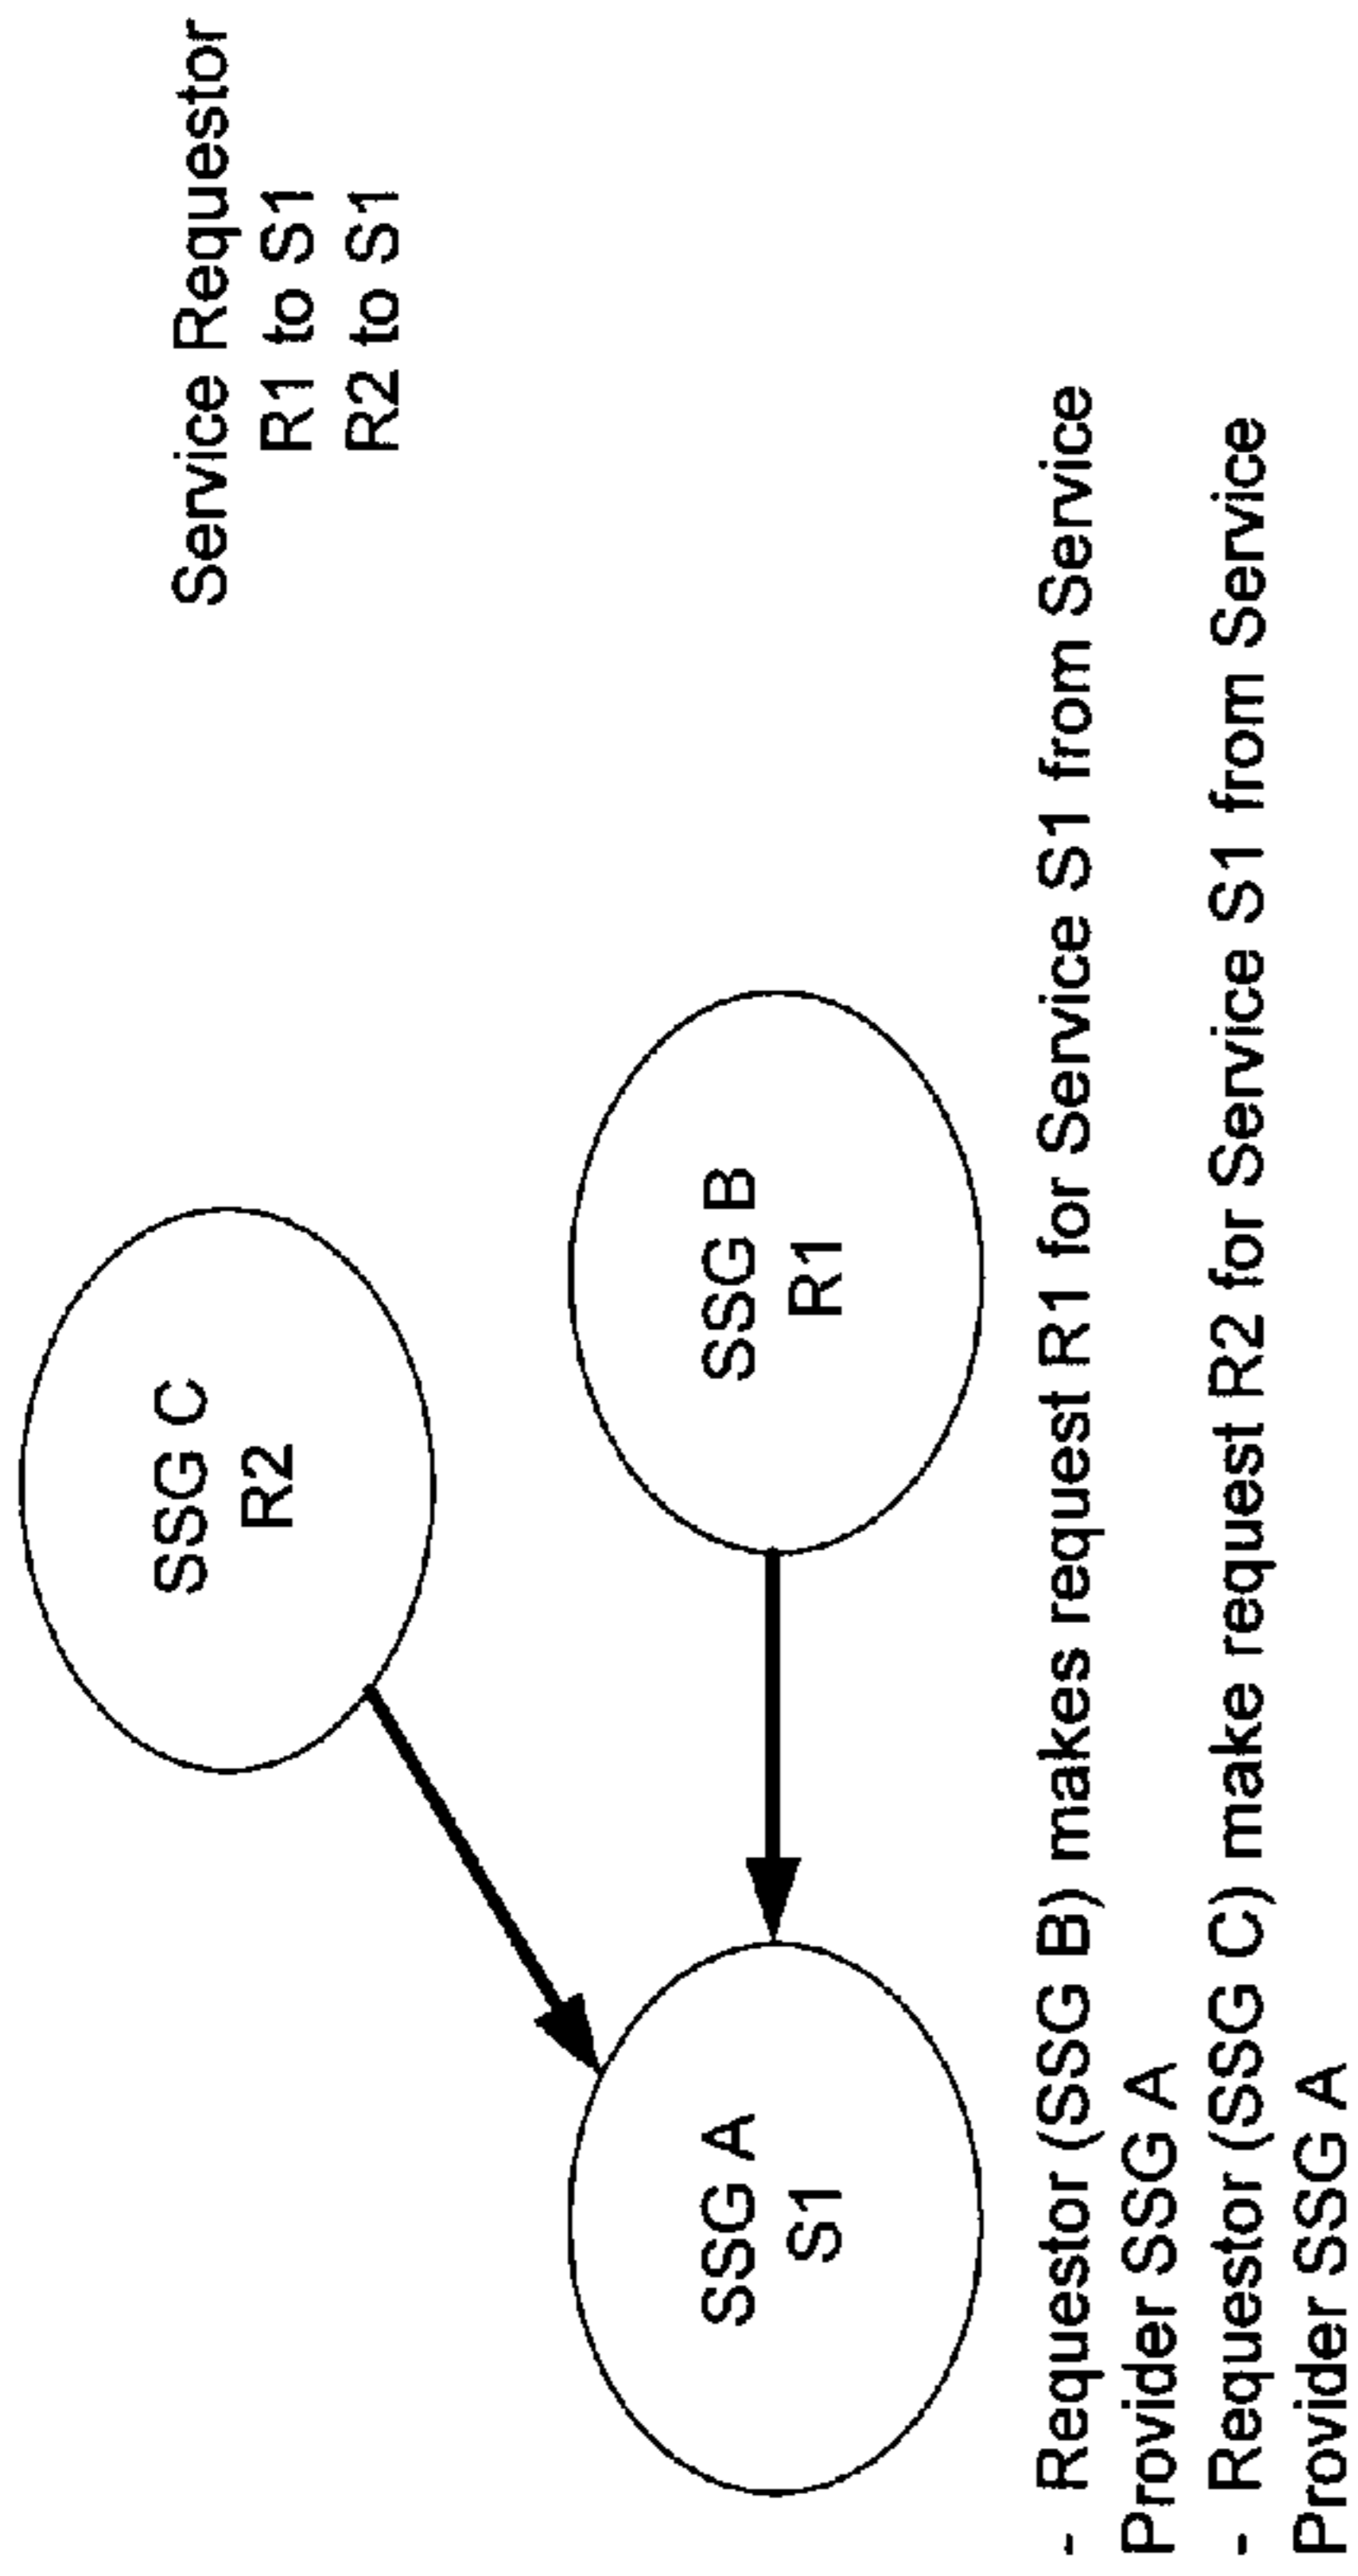 Service Requestor
R1 to S1
R2 to S1
SSG C
R2
SSG A
S1
SSG B
R1
- Requestor (SSG B) makes request R1 for Service S1 from Service
Provider SSG A
- Requestor (SSG C) make request R2 for Service S1 from Service
Provider SSG A